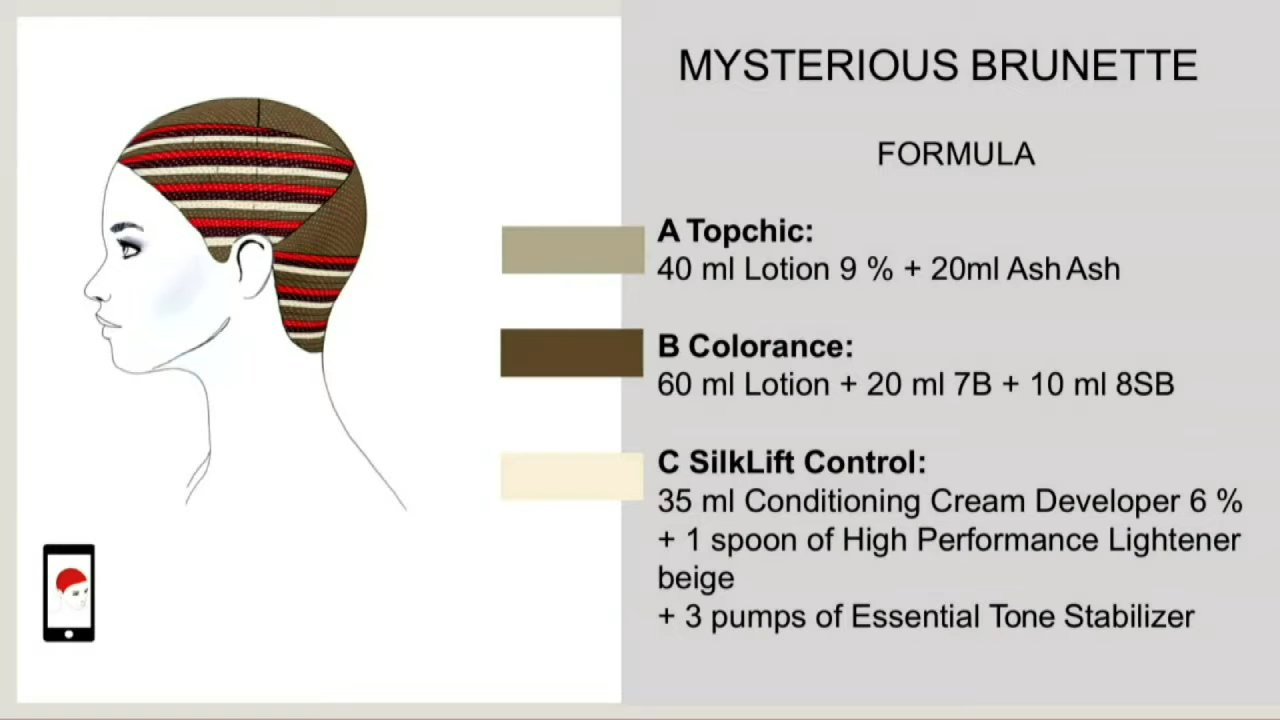 MYSTERIOUS BRUNETTE
FORMULA
A Topchic:
40 ml Lotion 9 % + 20ml Ash Ash
B Colorance:
60 ml Lotion + 20 ml 7B + 10 ml 8SB
C SilkLift Control:
35 ml Conditioning Cream Developer 6 %
+ 1 spoon of High Performance Lightener
beige
+ 3 pumps of Essential Tone Stabilizer